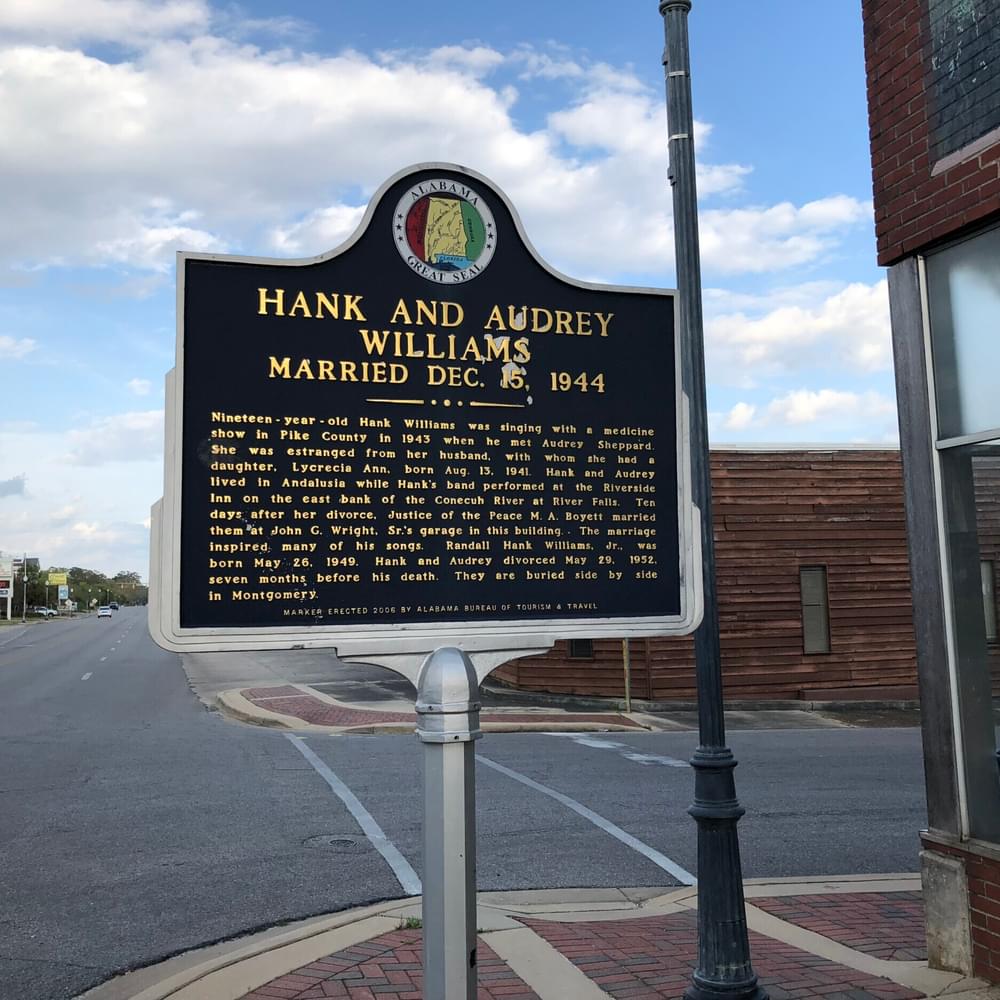 ALABAMA
GREAT SEAL
HANK AND AUDREY
WILLIAMS
MARRIED DEC. 15, 1944
Nineteen-year-old Hank Williams was singing with a medicine
show in Pike County in 1943 when he met Audrey Sheppard.
She was estranged from her husband, with whom she had a
daughter, Lycrecia Ann, born Aug. 13, 1941. Hank and Audrey
lived in Andalusia while Hank's band performed at the Riverside
Inn on the east bank of the Conecuh River at River Falls. Ten
days after her divorce, Justice of the Peace M. A. Boyett married
them at John G. Wright, Sr.'s garage in this building. The marriage
inspired many of his songs. Randall Hank Williams, Jr., was
born May 26, 1949. Hank and Audrey divorced May 29, 1952,
seven months before his death. They are buried side by side
in Montgomery.
MARKER ERECTED 2006 BY ALABAMA BUREAU OF TOURISM & TRAVEL